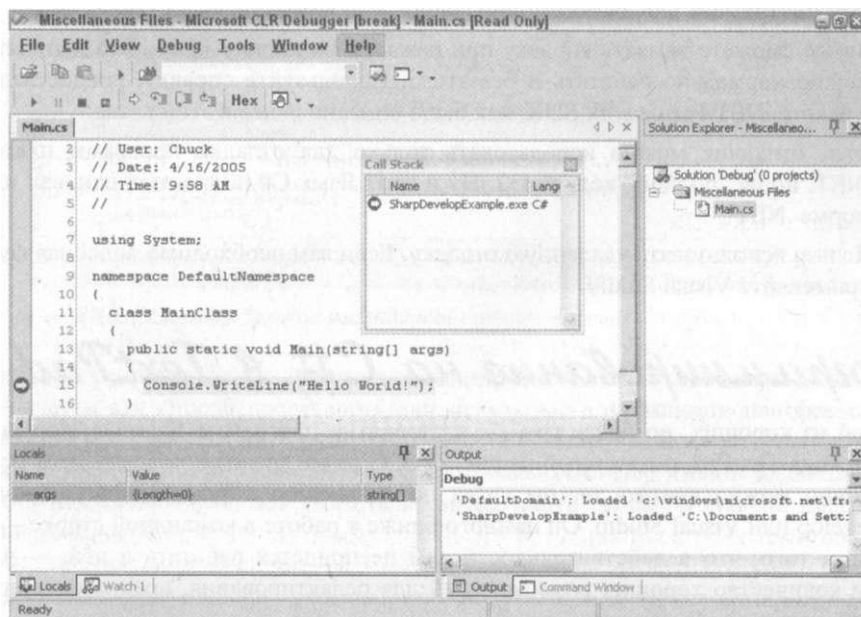 Miscellaneous Files - Microsoft CLR Debugger [break] - Main.cs [Read Only]
File Edit View Debug Tools Window Help
Hex
Main.cs
2 // User: Chuck
3 // Date: 4/16/2005
4 // Time: 9:58 AM
5 //
6
7 using System;
8
9 namespace DefaultNamespace
10 {
11 class MainClass
12 {
13 public static void Main(string[] args)
14 {
15 Console.WriteLine("Hello World!");
16 }
Call Stack
Name Lang
SharpDevelopExample.exe C#
Solution Explorer - Miscellaneo...
Solution 'Debug' (0 projects)
Miscellaneous Files
Main.cs
Locals
Name Value Type
args {Length=0} string[]
Locals Watch 1
Output
Debug
'DefaultDomain': Loaded 'c:\windows\microsoft.net\fra
'SharpDevelopExample': Loaded 'C:\Documents and Sett
Output Command Window
Ready